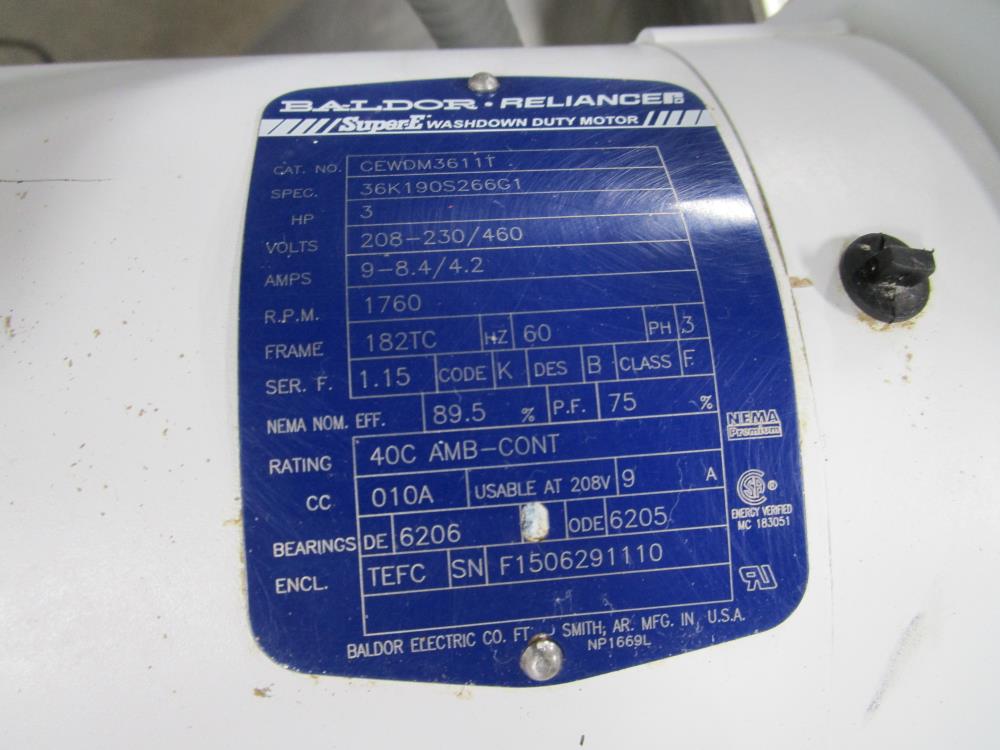 BALDOR • RELIANCE
Super-E WASHDOWN DUTY MOTOR
CAT. NO. CEWDM3611T
SPEC. 36K190S266G1
HP 3
VOLTS 208-230/460
AMPS 9-8.4/4.2
R.P.M. 1760
FRAME 182TC HZ 60 PH 3
SER. F. 1.15 CODE K DES B CLASS F
NEMA NOM. EFF. 89.5 % P.F. 75 %
NEMA
Premium
RATING 40C AMB-CONT
CC 010A USABLE AT 208V 9 A
SA ®
ENERGY VERIFIED
MC 183051
BEARINGS DE 6206 ODE 6205
ENCL. TEFC SN F1506291110
BALDOR ELECTRIC CO. FT. SMITH, AR. MFG. IN U.S.A.
NP1669L